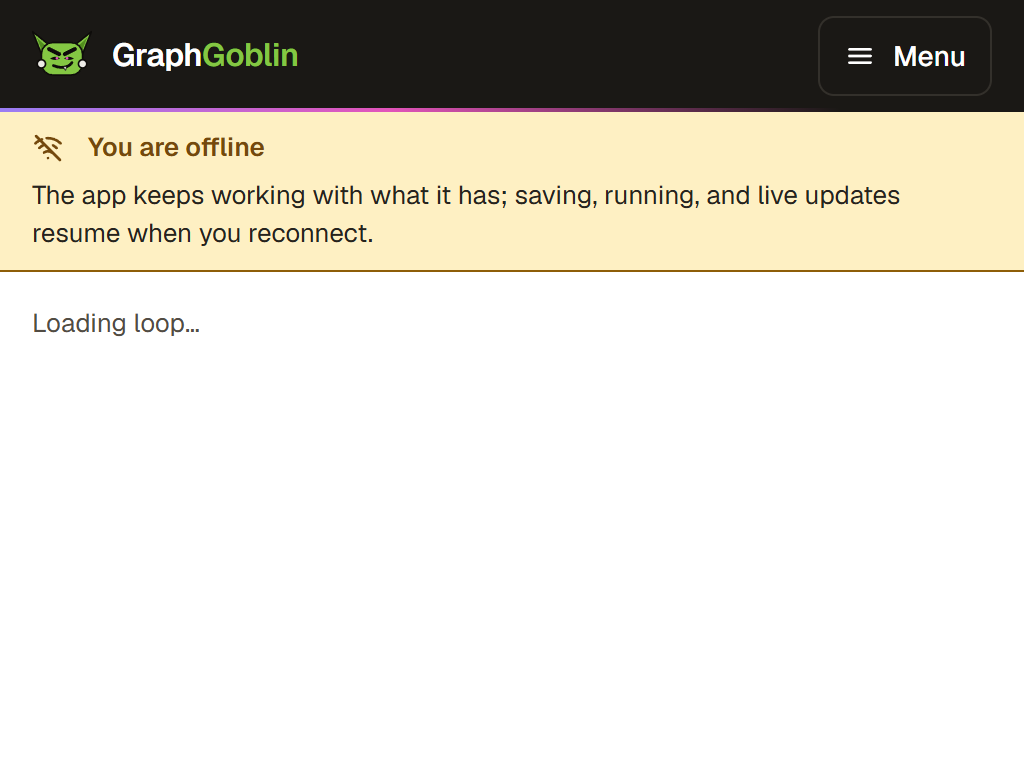 GraphGoblin
Menu
You are offline
The app keeps working with what it has; saving, running, and live updates
resume when you reconnect.
Loading loop…